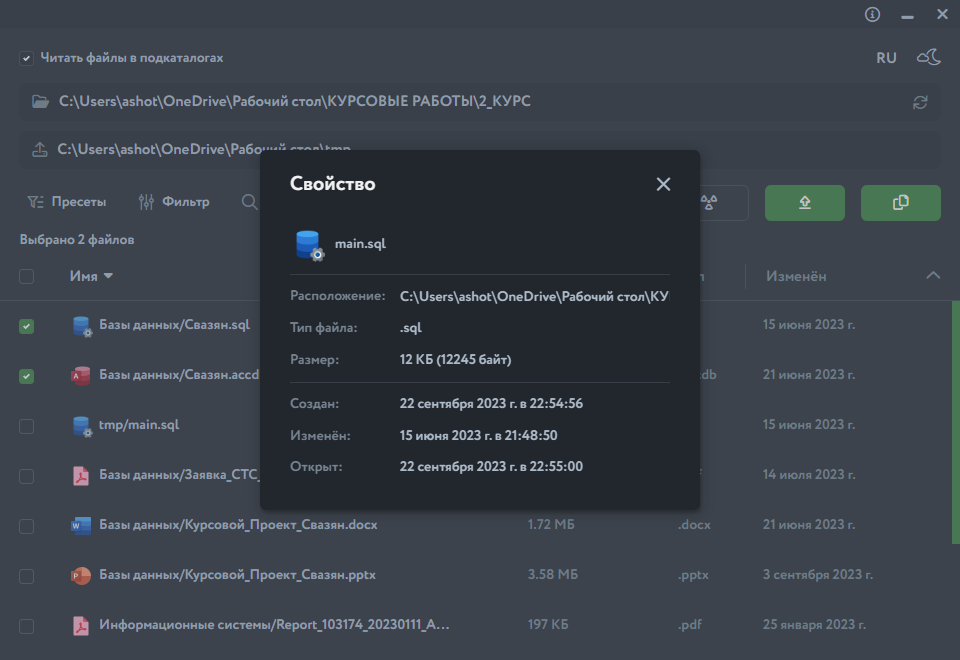 Читать файлы в подкаталогах
RU
C:\Users\ashot\OneDrive\Рабочий стол\КУРСОВЫЕ РАБОТЫ\2_КУРС
C:\Users\ashot\OneDrive\Рабочий стол\tmp
Свойство
Пресеты
Фильтр
Выбрано 2 файлов
main.sql
Имя
Изменён
Расположение: C:\Users\ashot\OneDrive\Рабочий стол\КУ
Базы данных/Свазян.sql
15 июня 2023 г.
Тип файла: .sql
Размер: 12 КБ (12245 байт)
Базы данных/Свазян.accd
db
21 июня 2023 г.
Создан: 22 сентября 2023 г. в 22:54:56
tmp/main.sql
15 июня 2023 г.
Изменён: 15 июня 2023 г. в 21:48:50
Открыт: 22 сентября 2023 г. в 22:55:00
Базы данных/Заявка_СТС_
14 июля 2023 г.
Базы данных/Курсовой_Проект_Свазян.docx 1.72 МБ .docx 21 июня 2023 г.
Базы данных/Курсовой_Проект_Свазян.pptx 3.58 МБ .pptx 3 сентября 2023 г.
Информационные системы/Report_103174_20230111_A... 197 КБ .pdf 25 января 2023 г.